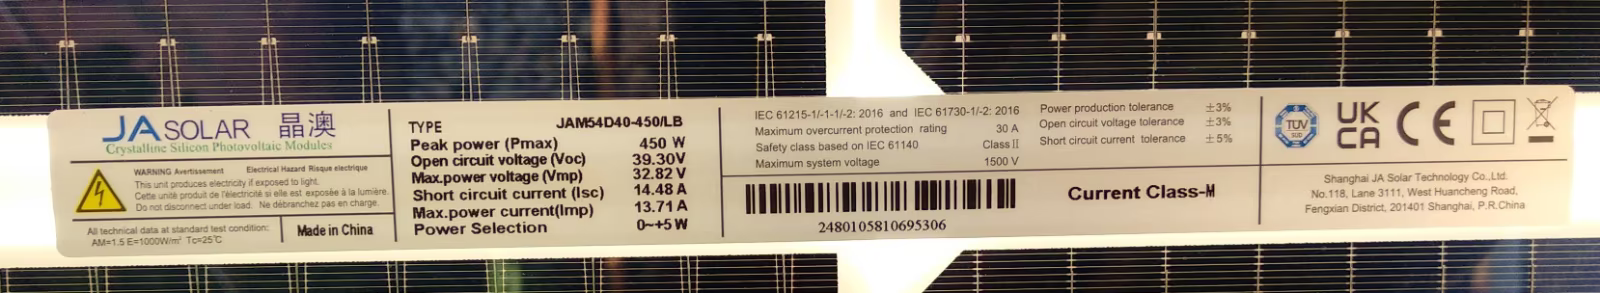 JA SOLAR 晶澳
Crystalline Silicon Photovoltaic Modules
WARNING Avertissement Electrical Hazard Risque electrique
This unit produces electricity if exposed to light.
Cette unité produit de l'électricité si elle est exposée à la lumière.
Do not disconnect under load. Ne débranchez pas en charge.
All technical data at standard test condition:
AM=1.5 E=1000W/m² Tc=25℃
Made in China
TYPE JAM54D40-450/LB
Peak power (Pmax) 450 W
Open circuit voltage (Voc) 39.30V
Max.power voltage (Vmp) 32.82 V
Short circuit current (Isc) 14.48 A
Max.power current(Imp) 13.71 A
Power Selection 0~+5 W
IEC 61215-1/-1-1/-2: 2016 and IEC 61730-1/-2: 2016
Maximum overcurrent protection rating 30 A
Safety class based on IEC 61140 Class II
Maximum system voltage 1500 V
2480105810695306
Power production tolerance ±3%
Open circuit voltage tolerance ±3%
Short circuit current tolerance ±5%
Current Class-M
TÜV
SÜD
UK
CA
CE
Shanghai JA Solar Technology Co.,Ltd.
No.118, Lane 3111, West Huancheng Road,
Fengxian District, 201401 Shanghai, P.R.China